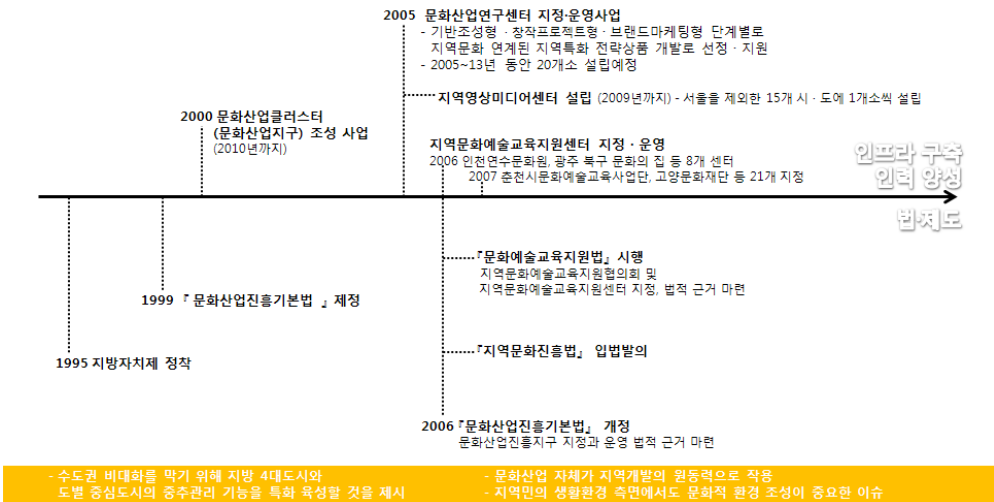 2005 문화산업연구센터 지정·운영사업
- 기반조성형·창작프로젝트형·브랜드마케팅형 단계별로
지역문화 연계된 지역특화 전략상품 개발로 선정·지원
- 2005~13년 동안 20개소 설립예정
지역영상미디어센터 설립 (2009년까지) - 서울을 제외한 15개 시·도에 1개소씩 설립
2000 문화산업클러스터
(문화산업지구) 조성 사업
(2010년까지)
지역문화예술교육지원센터 지정·운영
2006 인천연수문화원, 광주 북구 문화의 집 등 8개 센터
2007 춘천시문화예술교육사업단, 고양문화재단 등 21개 지정
인프라 구축
인력 양성
법·제도
『문화예술교육지원법』 시행
지역문화예술교육지원협의회 및
지역문화예술교육지원센터 지정, 법적 근거 마련
1999 『문화산업진흥기본법 』 제정
『지역문화진흥법』 입법발의
1995 지방자치제 정착
2006 『문화산업진흥기본법』 개정
문화산업진흥지구 지정과 운영 법적 근거 마련
- 수도권 비대화를 막기 위해 지방 4대도시와
도별 중심도시의 중추관리 기능을 특화 육성할 것을 제시
- 문화산업 자체가 지역개발의 원동력으로 작용
- 지역민의 생활환경 측면에서도 문화적 환경 조성이 중요한 이슈